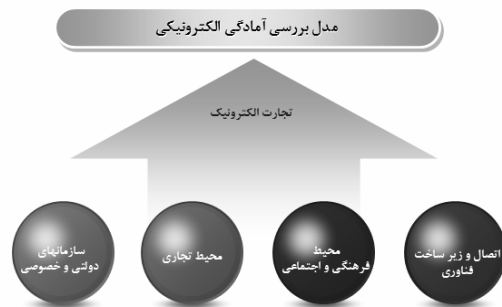 مدل بررسی آمادگی الکترونیکی
تجارت الکترونیک
اتصال و زیر ساخت
فناوری
محیط
فرهنگی و اجتماعی
محیط تجاری
سازمانهای
دولتی و خصوصی